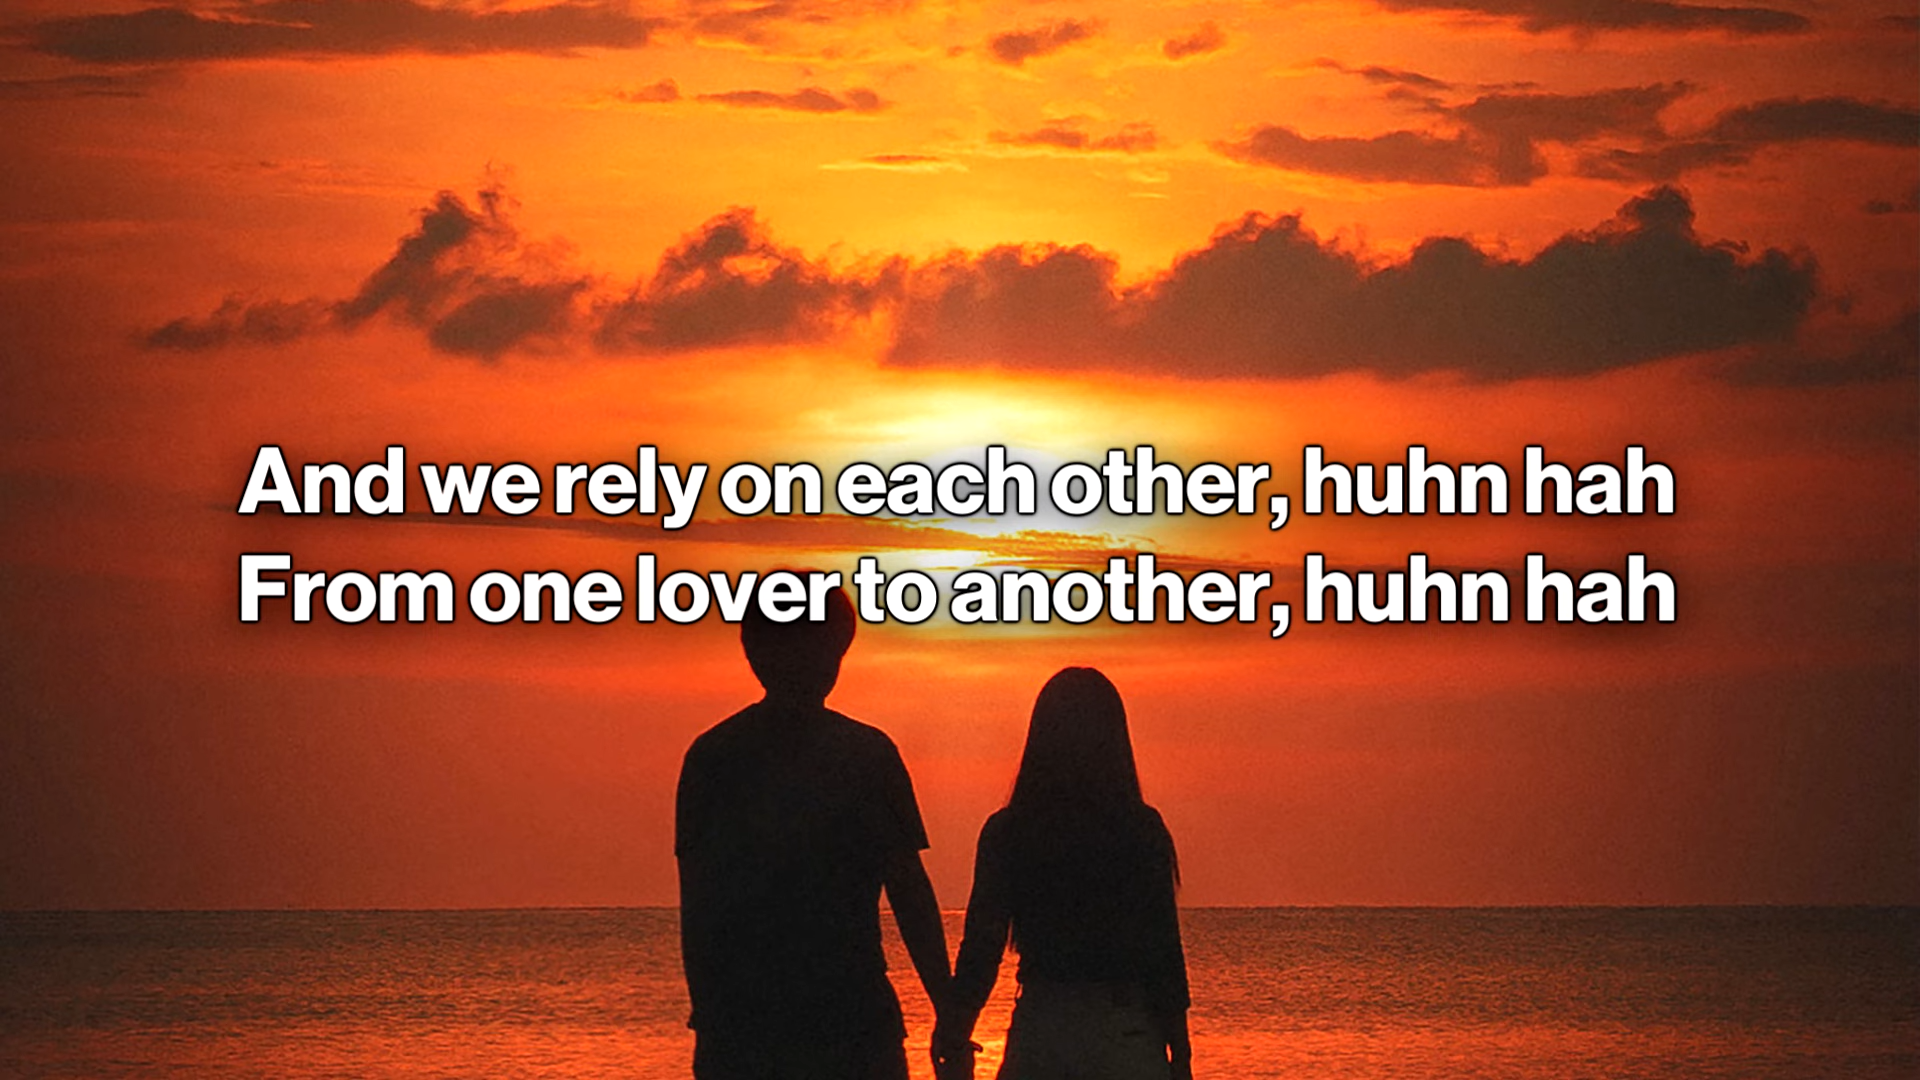 And we rely on each other, huhn hah
From one lover to another, huhn hah